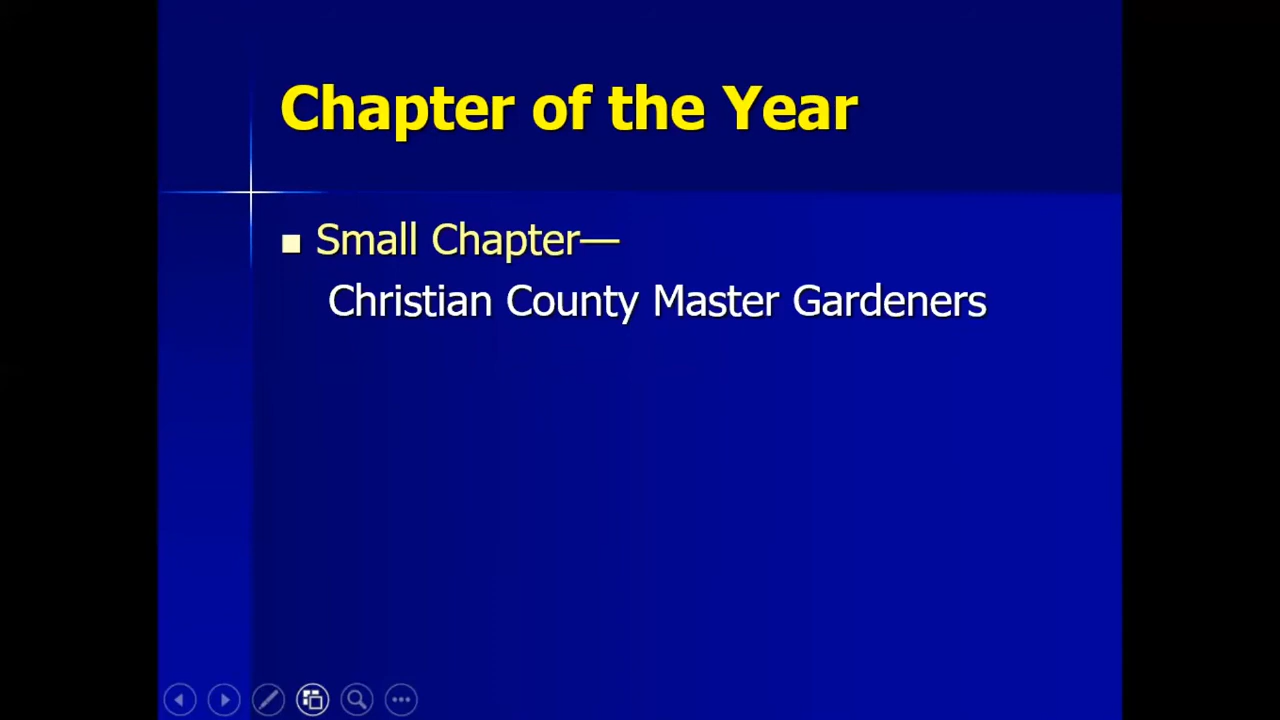 Chapter of the Year
Small Chapter—
Christian County Master Gardeners